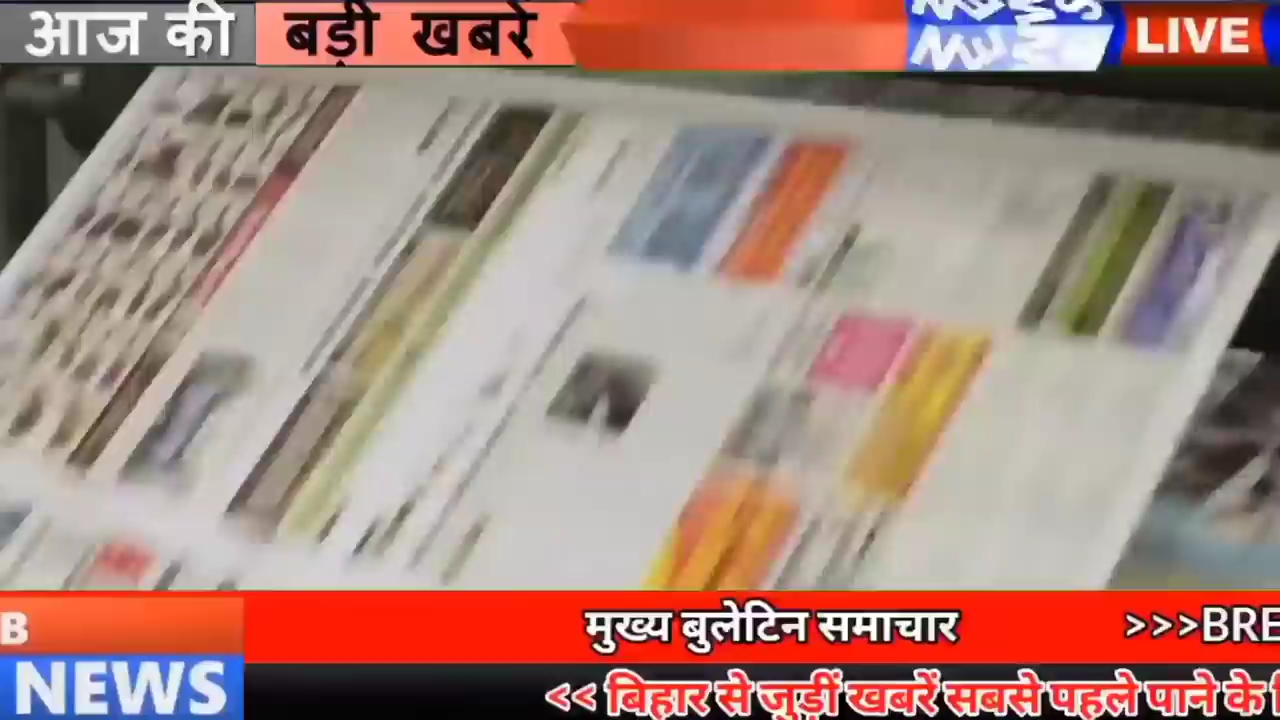 आज की बड़ी खबरें
LIVE
B
मुख्य बुलेटिन समाचार >>>BRE
NEWS
<< बिहार से जुड़ीं खबरें सबसे पहले पाने के